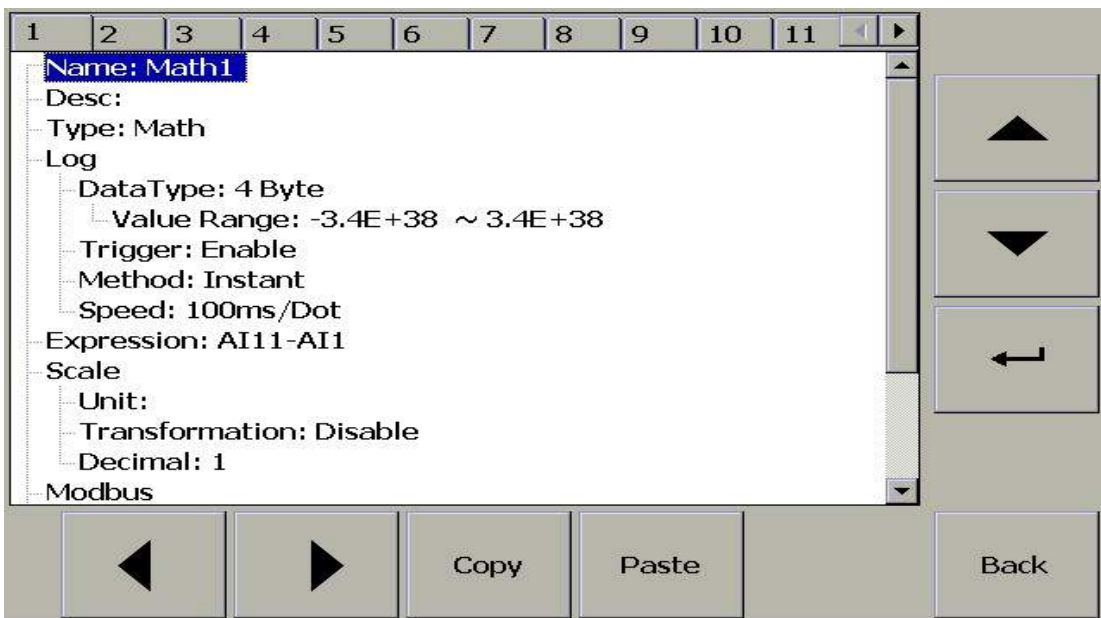 1 2 3 4 5 6 7 8 9 10 11
Name: Math1
Desc:
Type: Math
Log
DataType: 4 Byte
Value Range: -3.4E+38 ~ 3.4E+38
Trigger: Enable
Method: Instant
Speed: 100ms/Dot
Expression: AI11-AI1
Scale
Unit:
Transformation: Disable
Decimal: 1
Modbus
Copy Paste Back